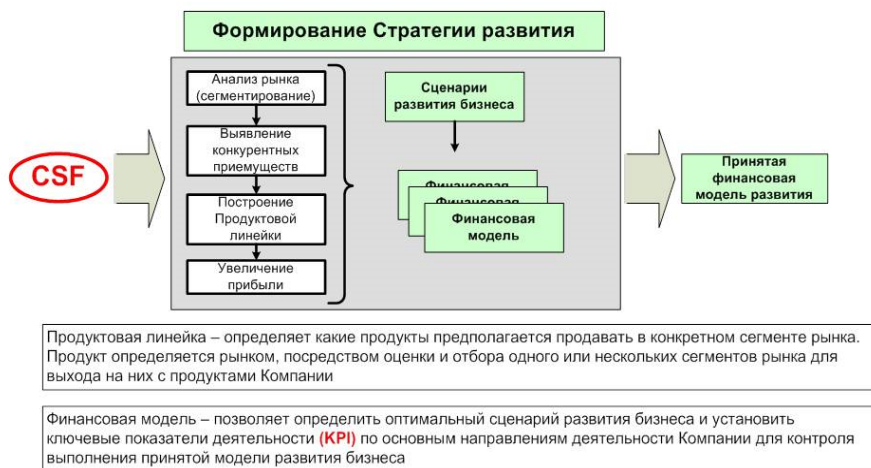 Формирование Стратегии развития
CSF
Анализ рынка
(сегментирование)
Выявление
конкурентных
приемуществ
Построение
Продуктовой
линейки
Увеличение
прибыли
Сценарии
развития бизнеса
Финансовая
Финансовая
Финансовая
модель
Принятая
финансовая
модель развития
Продуктовая линейка – определяет какие продукты предполагается продавать в конкретном сегменте рынка.
Продукт определяется рынком, посредством оценки и отбора одного или нескольких сегментов рынка для
выхода на них с продуктами Компании
Финансовая модель – позволяет определить оптимальный сценарий развития бизнеса и установить
ключевые показатели деятельности (KPI) по основным направлениям деятельности Компании для контроля
выполнения принятой модели развития бизнеса